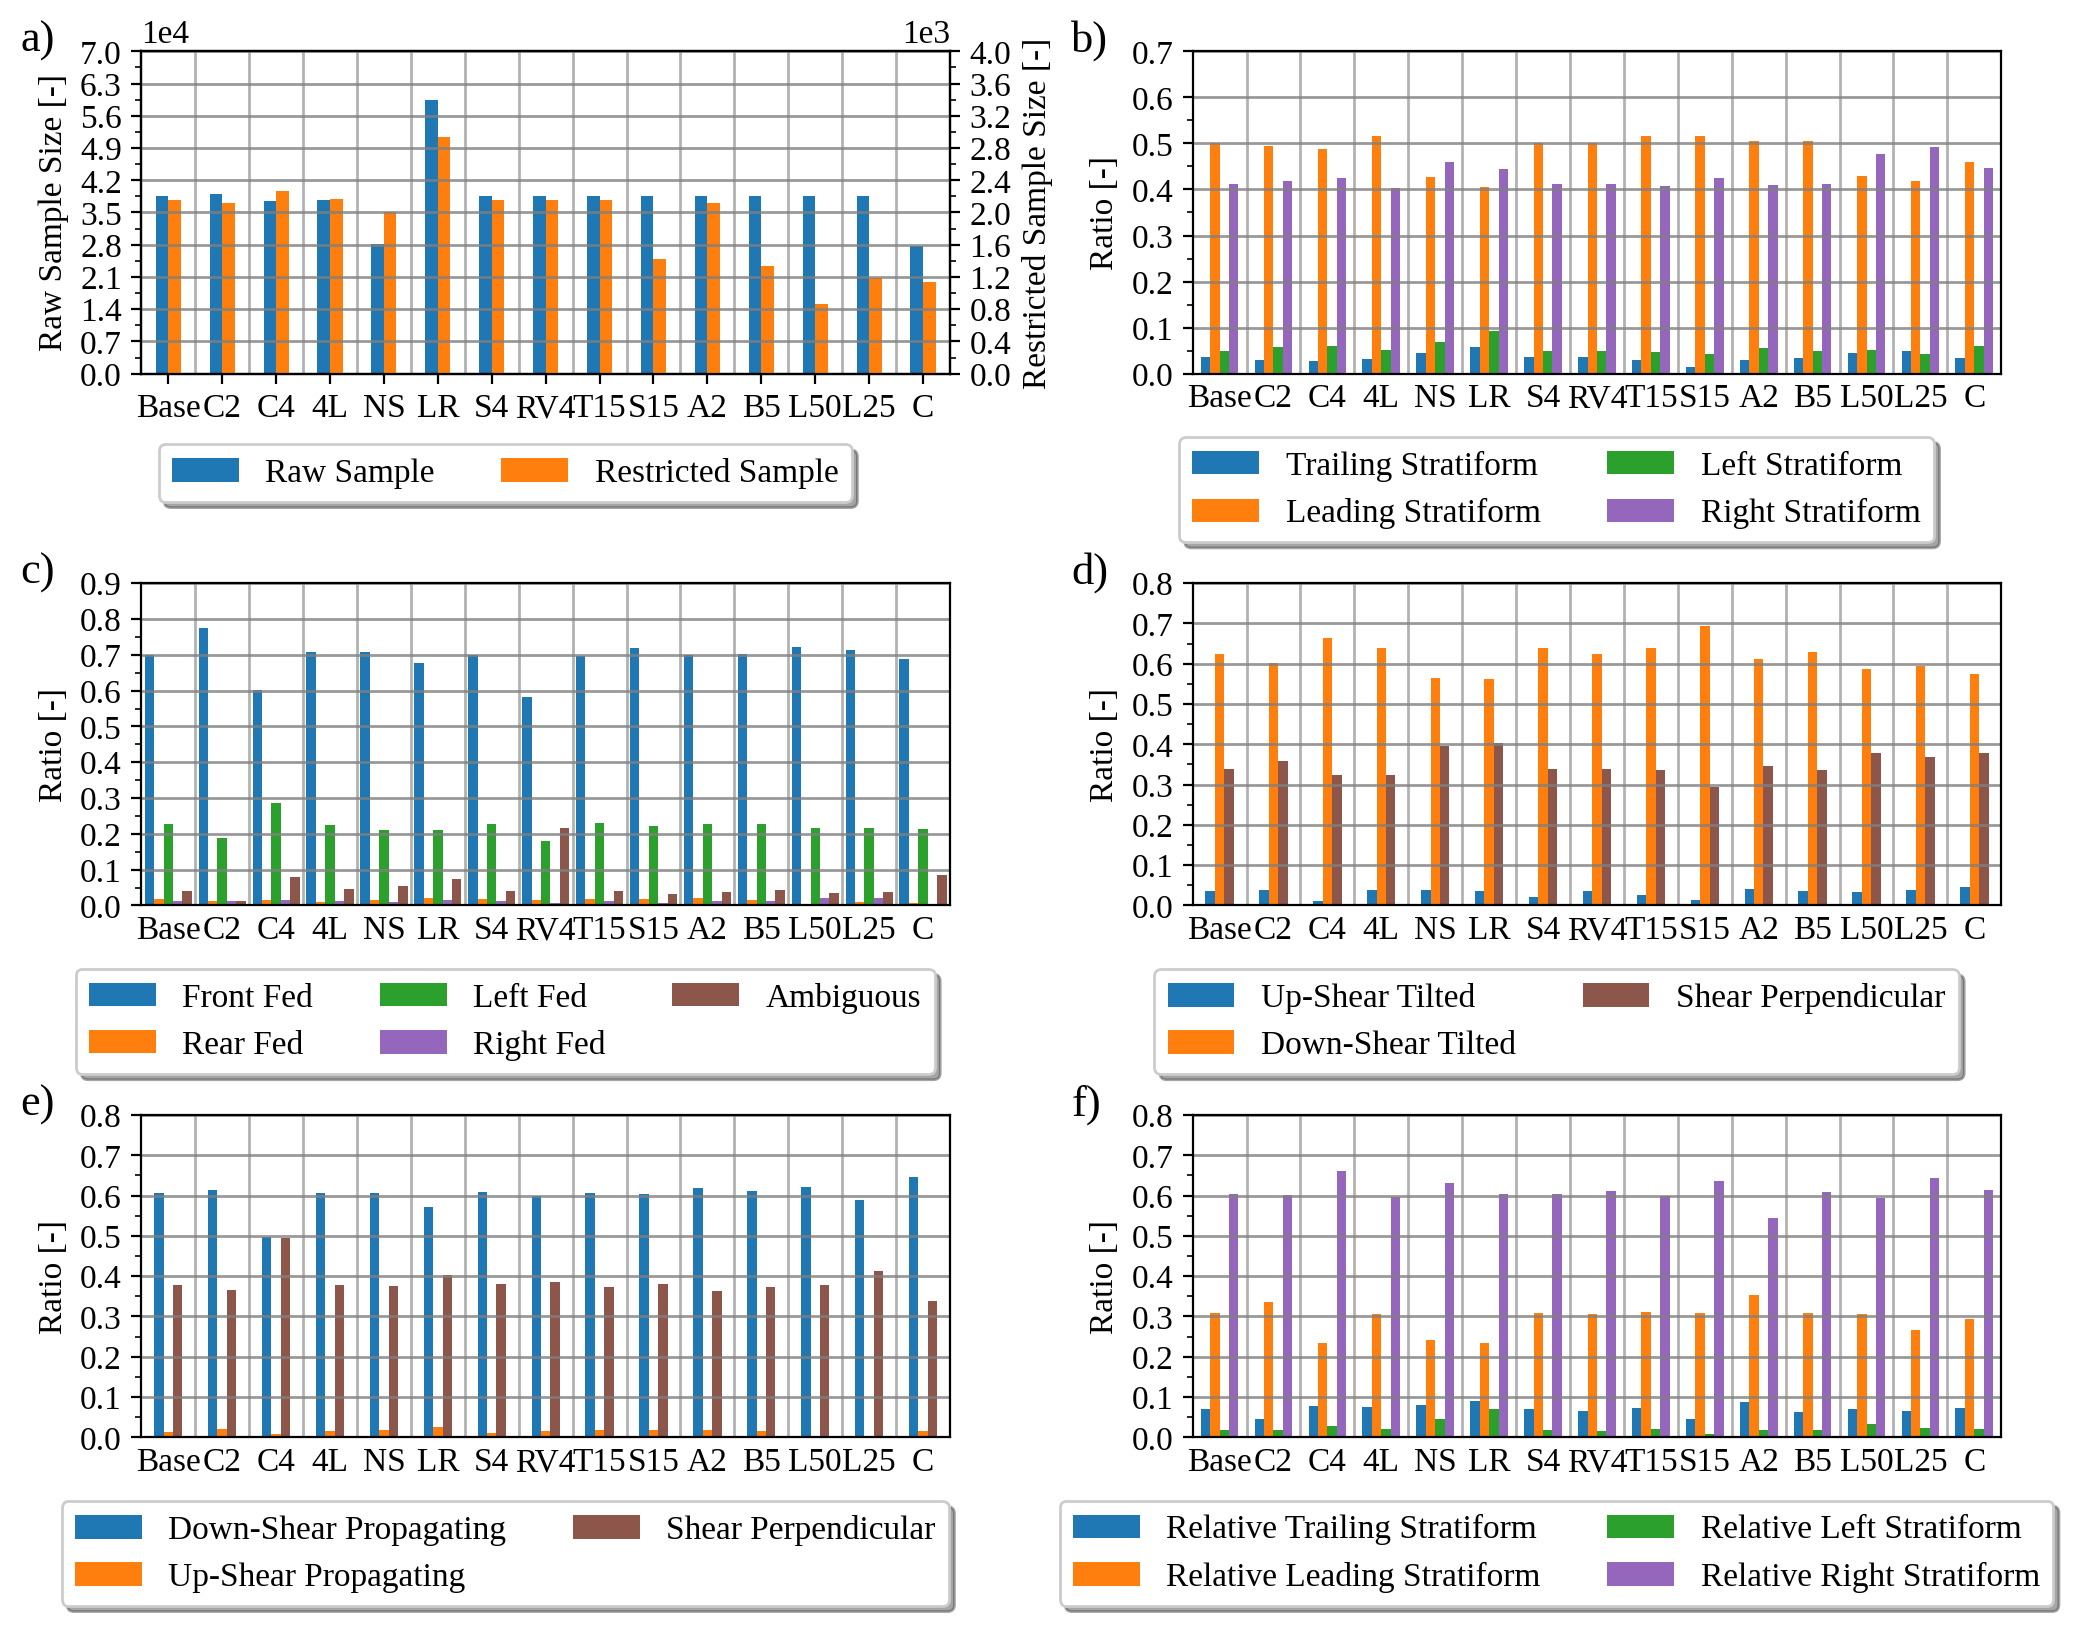 a)
1e4
1e3
7.0
6.3
5.6
4.9
4.2
3.5
2.8
2.1
1.4
0.7
0.0
Raw Sample Size [-]
4.0
3.6
3.2
2.8
2.4
2.0
1.6
1.2
0.8
0.4
0.0
Restricted Sample Size [-]
Base C2 C4 4L NS LR S4 RV4 T15 S15 A2 B5 L50 L25 C
Raw Sample
Restricted Sample
b)
0.7
0.6
0.5
0.4
0.3
0.2
0.1
0.0
Ratio [-]
Base C2 C4 4L NS LR S4 RV4 T15 S15 A2 B5 L50 L25 C
Trailing Stratiform
Leading Stratiform
Left Stratiform
Right Stratiform
c)
0.9
0.8
0.7
0.6
0.5
0.4
0.3
0.2
0.1
0.0
Ratio [-]
Base C2 C4 4L NS LR S4 RV4 T15 S15 A2 B5 L50 L25 C
Front Fed
Rear Fed
Left Fed
Right Fed
Ambiguous
d)
0.8
0.7
0.6
0.5
0.4
0.3
0.2
0.1
0.0
Ratio [-]
Base C2 C4 4L NS LR S4 RV4 T15 S15 A2 B5 L50 L25 C
Up-Shear Tilted
Down-Shear Tilted
Shear Perpendicular
e)
0.8
0.7
0.6
0.5
0.4
0.3
0.2
0.1
0.0
Ratio [-]
Base C2 C4 4L NS LR S4 RV4 T15 S15 A2 B5 L50 L25 C
Down-Shear Propagating
Up-Shear Propagating
Shear Perpendicular
f)
0.8
0.7
0.6
0.5
0.4
0.3
0.2
0.1
0.0
Ratio [-]
Base C2 C4 4L NS LR S4 RV4 T15 S15 A2 B5 L50 L25 C
Relative Trailing Stratiform
Relative Leading Stratiform
Relative Left Stratiform
Relative Right Stratiform